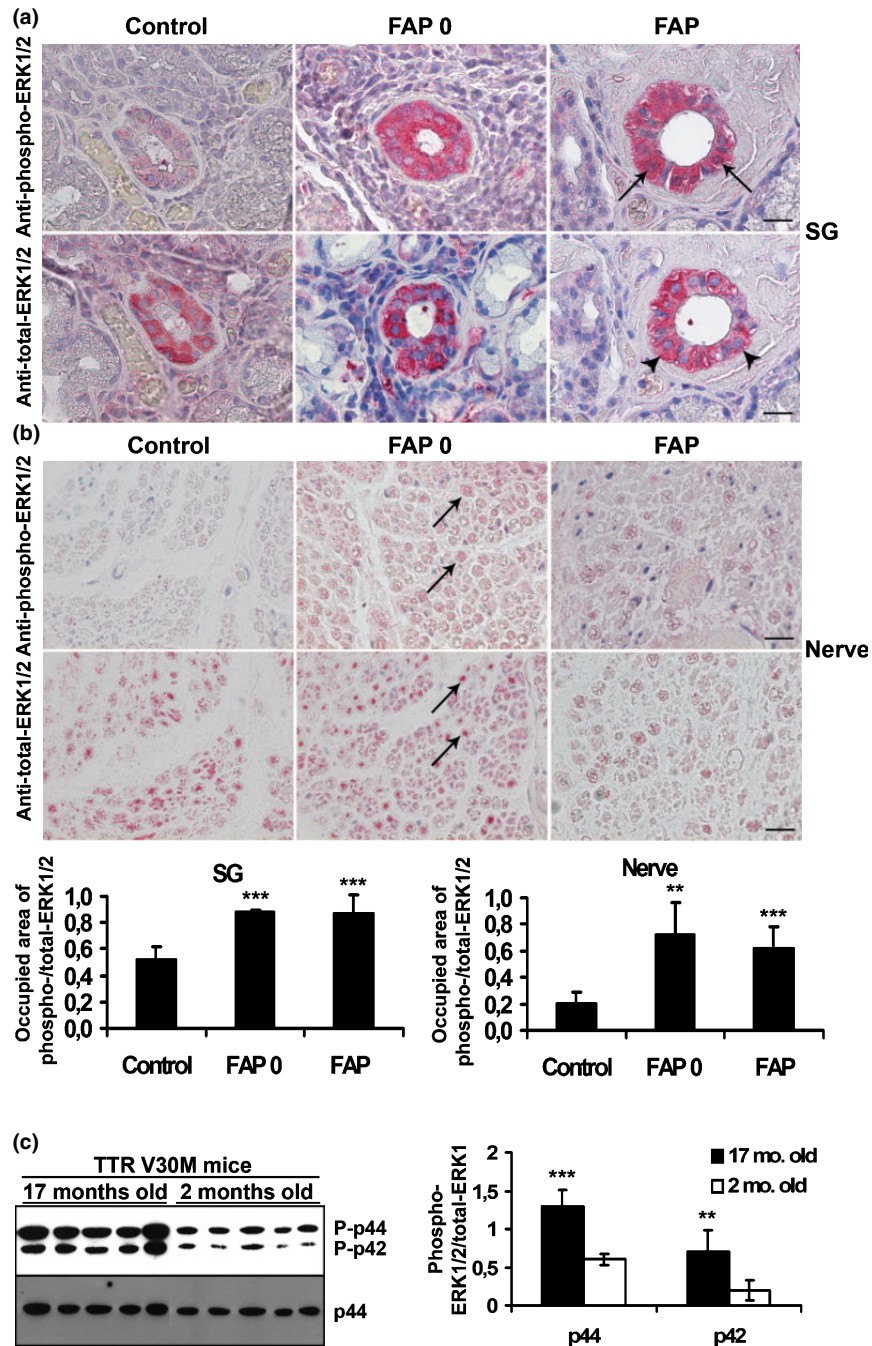 (a)
Control FAP 0 FAP
Anti-phospho-ERK1/2
Anti-total-ERK1/2
SG
(b)
Control FAP 0 FAP
Anti-phospho-ERK1/2
Anti-total-ERK1/2
Nerve
SG
Occupied area of
phospho-/total-ERK1/2
1,0
0,8
0,6
0,4
0,2
0,0
*** ***
Control FAP 0 FAP
Nerve
Occupied area of
phospho-/total-ERK1/2
1,0
0,8
0,6
0,4
0,2
0,0
** ***
Control FAP 0 FAP
(c)
TTR V30M mice
17 months old 2 months old
P-p44
P-p42
p44
Phospho-
ERK1/2/total-ERK1
2
1,5
1
0,5
0
*** **
17 mo. old
2 mo. old
p44 p42